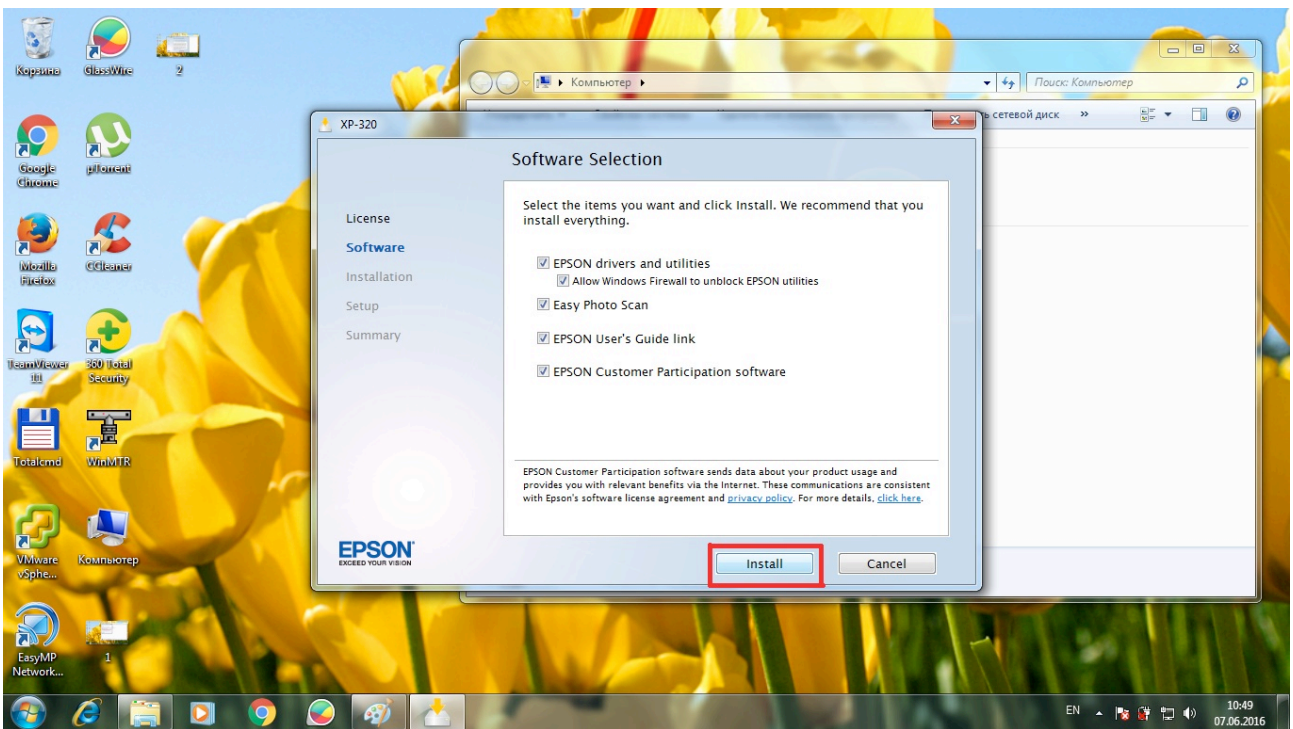 Корзина
GlassWire
2
Google
Chrome
µTorrent
Mozilla
Firefox
CCleaner
TeamViewer
360 Total
Security
Totalcmd
WinMTR
VMware
vSphe...
Компьютер
EasyMP
Network...
1
Компьютер
Поиск: Компьютер
ь сетевой диск »
XP-320
Software Selection
License
Software
Installation
Setup
Summary
Select the items you want and click Install. We recommend that you
install everything.
EPSON drivers and utilities
Allow Windows Firewall to unblock EPSON utilities
Easy Photo Scan
EPSON User's Guide link
EPSON Customer Participation software
EPSON Customer Participation software sends data about your product usage and
provides you with relevant benefits via the Internet. These communications are consistent
with Epson's software license agreement and privacy policy. For more details, click here.
EPSON
EXCEED YOUR VISION
Install
Cancel
EN
10:49
07.06.2016